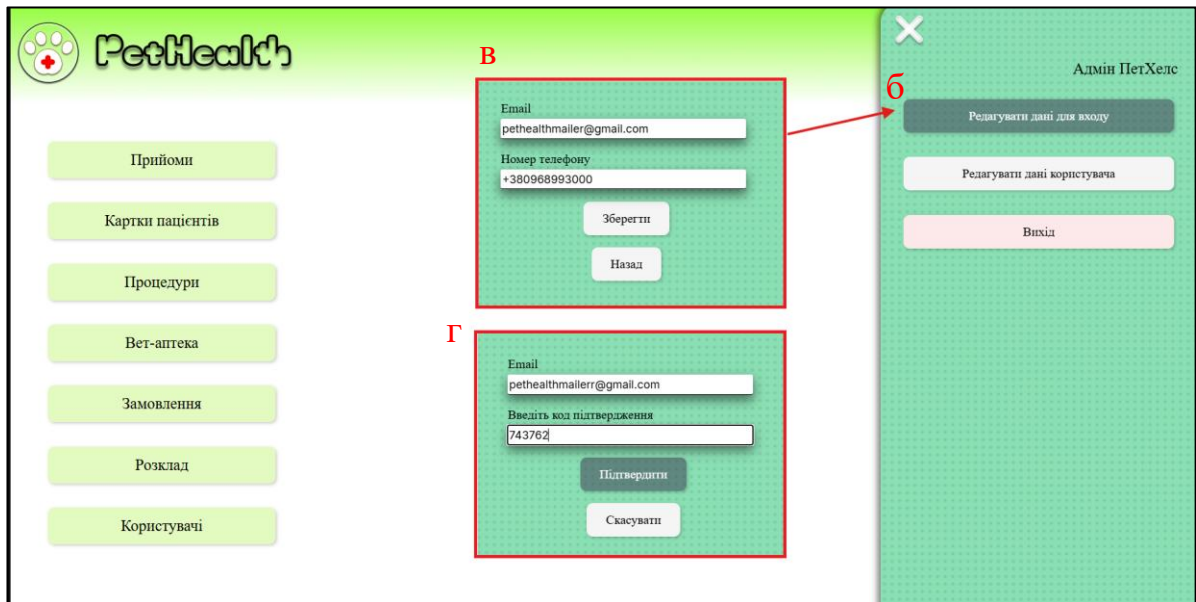 PetHealth
Прийоми
Картки пацієнтів
Процедури
Вет-аптека
Замовлення
Розклад
Користувачі
в
Email
pethealthmailer@gmail.com
Номер телефону
+380968993000
Зберегти
Назад
г
Email
pethealthmailerr@gmail.com
Введіть код підтвердження
743762
Підтвердити
Скасувати
Адмін ПетХелс
б
Редагувати дані для входу
Редагувати дані користувача
Вихід